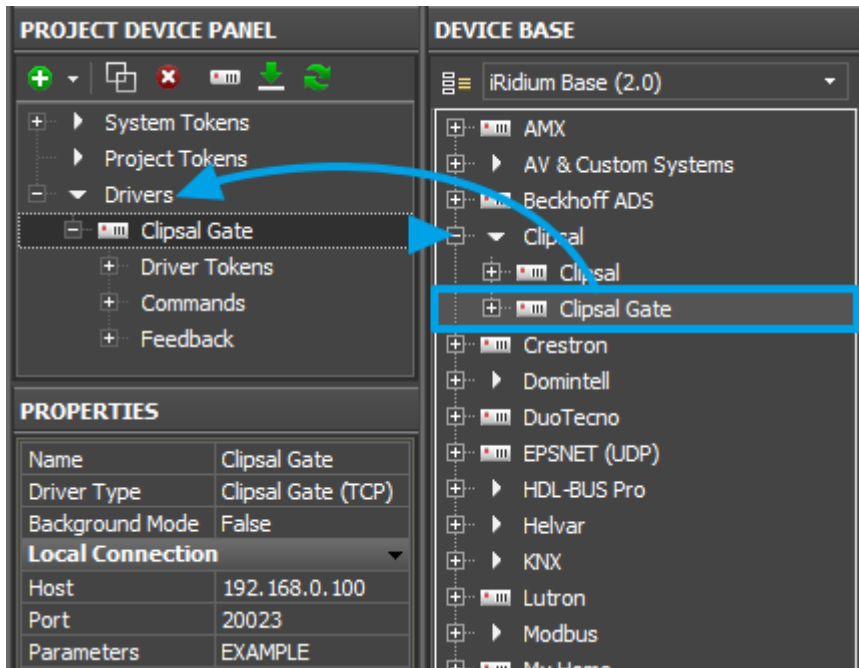 PROJECT DEVICE PANEL
System Tokens
Project Tokens
Drivers
Clipsal Gate
Driver Tokens
Commands
Feedback
PROPERTIES
Name Clipsal Gate
Driver Type Clipsal Gate (TCP)
Background Mode False
Local Connection
Host 192.168.0.100
Port 20023
Parameters EXAMPLE
DEVICE BASE
iRidium Base (2.0)
AMX
AV & Custom Systems
Beckhoff ADS
Clipsal
Clipsal
Clipsal Gate
Crestron
Domintell
DuoTecno
EPSNET (UDP)
HDL-BUS Pro
Helvar
KNX
Lutron
Modbus